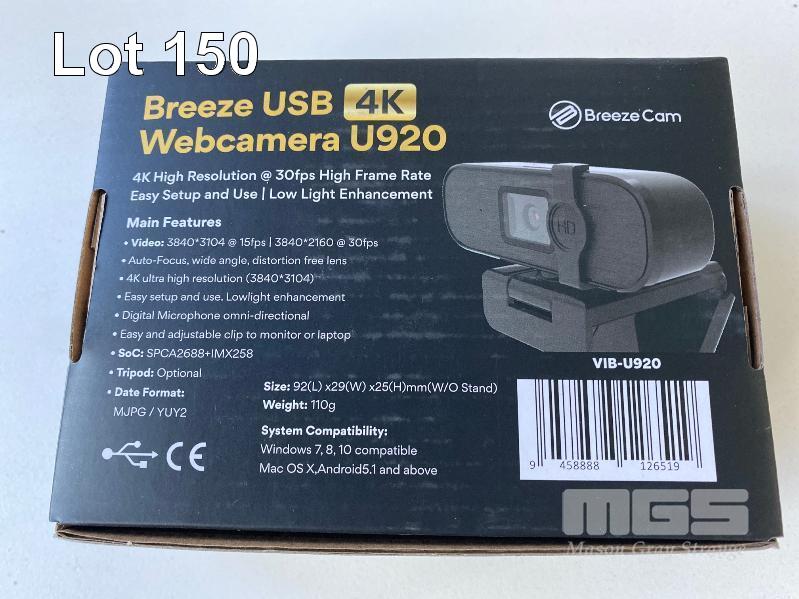 Lot 150
Breeze USB 4K
Webcamera U920
BreezeCam
4K High Resolution @ 30fps High Frame Rate
Easy Setup and Use | Low Light Enhancement
Main Features
• Video: 3840*3104 @ 15fps | 3840*2160 @ 30fps
• Auto-Focus, wide angle, distortion free lens
• 4K ultra high resolution (3840*3104)
• Easy setup and use. Lowlight enhancement
• Digital Microphone omni-directional
• Easy and adjustable clip to monitor or laptop
• SoC: SPCA2688+IMX258
• Tripod: Optional
• Date Format:
MJPG / YUY2
Size: 92(L) x29(W) x25(H)mm(W/O Stand)
Weight: 110g
System Compatibility:
Windows 7, 8, 10 compatible
Mac OS X,Android5.1 and above
CE
HD
VIB-U920
9 458888 126519
MGS
Mason Gray Strange